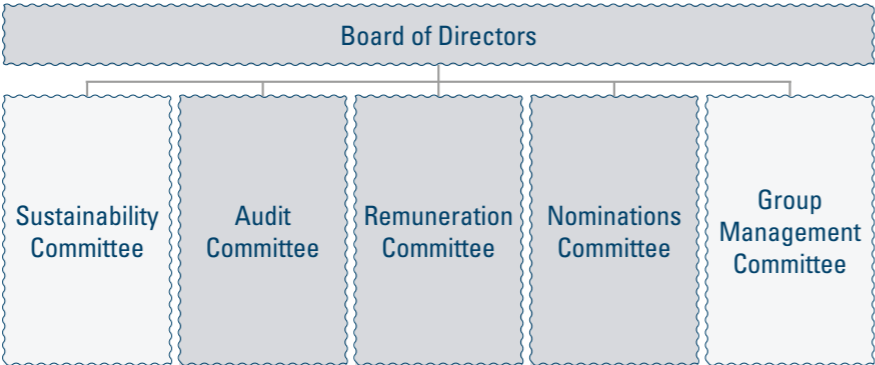 Board of Directors
Sustainability
Committee
Audit
Committee
Remuneration
Committee
Nominations
Committee
Group
Management
Committee